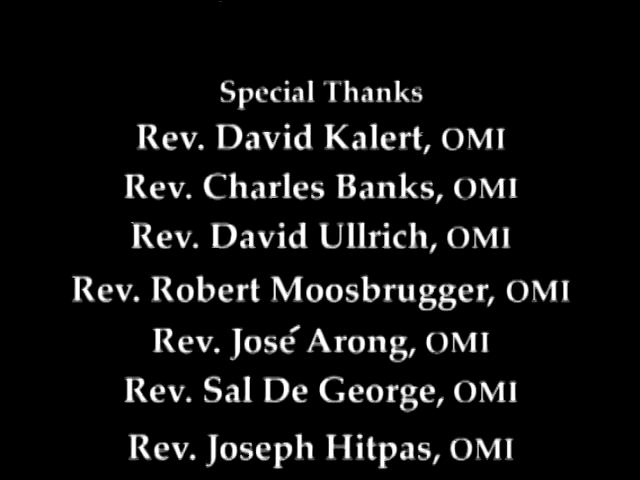 Special Thanks
Rev. David Kalert, OMI
Rev. Charles Banks, OMI
Rev. David Ullrich, OMI
Rev. Robert Moosbrugger, OMI
Rev. José Arong, OMI
Rev. Sal De George, OMI
Rev. Joseph Hitpas, OMI